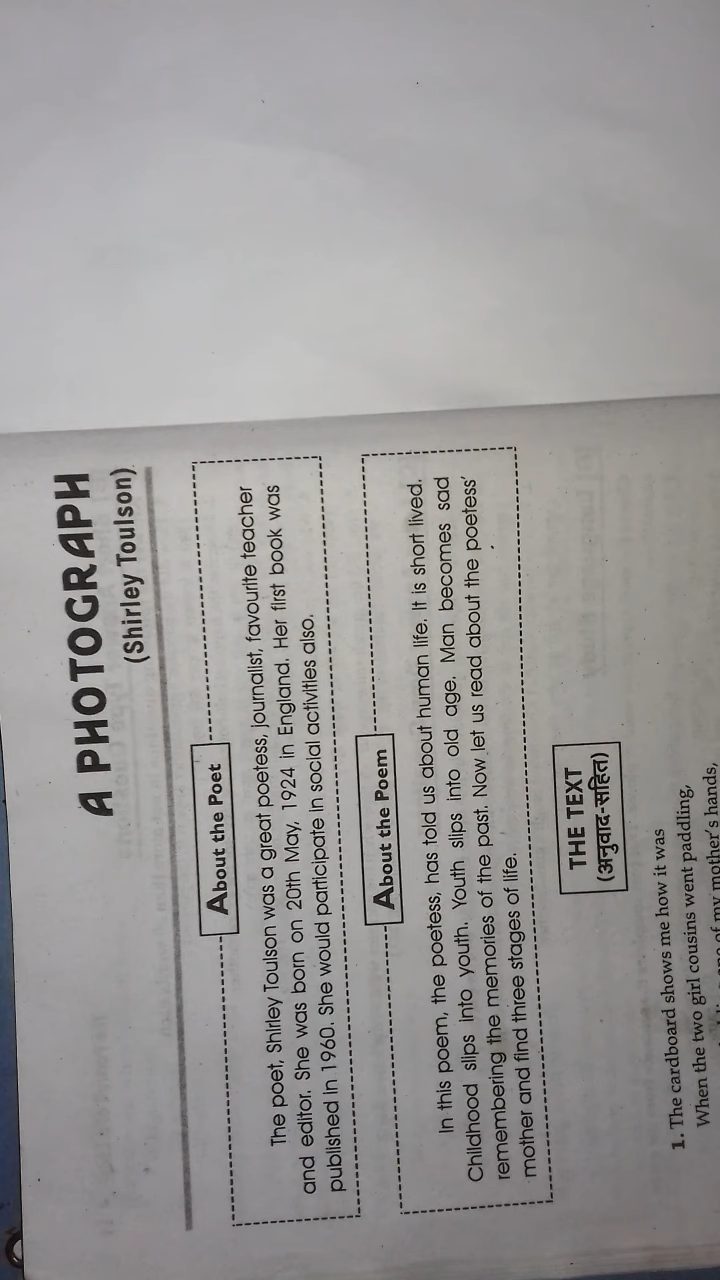 A PHOTOGRAPH
(Shirley Toulson)
About the Poet
The poet, Shirley Toulson was a great poetess, journalist, favourite teacher
and editor. She was born on 20th May, 1924 in England. Her first book was
published in 1960. She would participate in social activities also.
About the Poem
In this poem, the poetess, has told us about human life. It is short lived.
Childhood slips into youth. Youth slips into old age. Man becomes sad
remembering the memories of the past. Now let us read about the poetess'
mother and find three stages of life.
THE TEXT
(अनुवाद-सहित)
1. The cardboard shows me how it was
When the two girl cousins went paddling,
of my mother's hands,